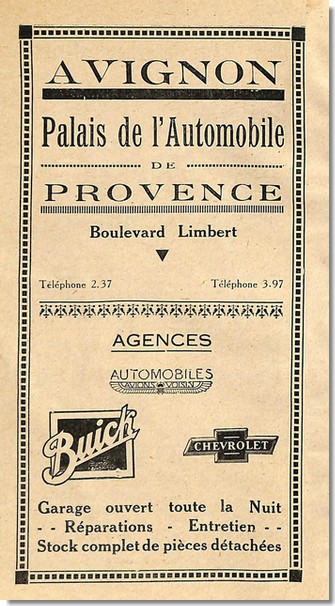 AVIGNON
Palais de l'Automobile
DE
PROVENCE
Boulevard Limbert
Téléphone 2.37 Téléphone 3.97
AGENCES
AUTOMOBILES
AVIONS VOISIN
Buick
CHEVROLET
Garage ouvert toute la Nuit
- - Réparations - Entretien - -
Stock complet de pièces détachées